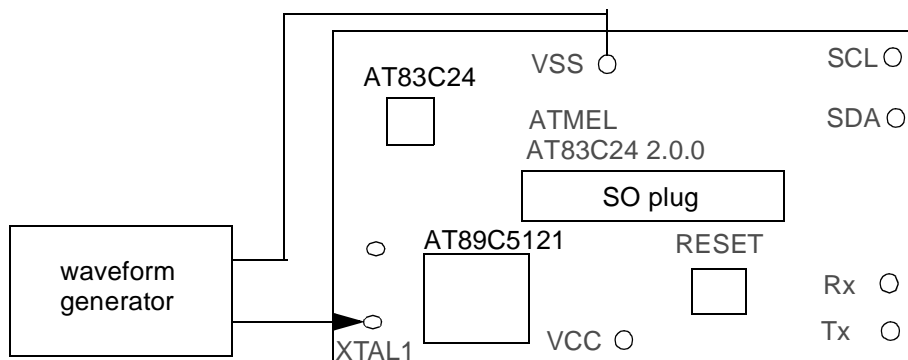 VSS
SCL
AT83C24
ATMEL
SDA
AT83C24 2.0.0
SO plug
AT89C5121
RESET
waveform
generator
Rx
Tx
XTAL1
VCC